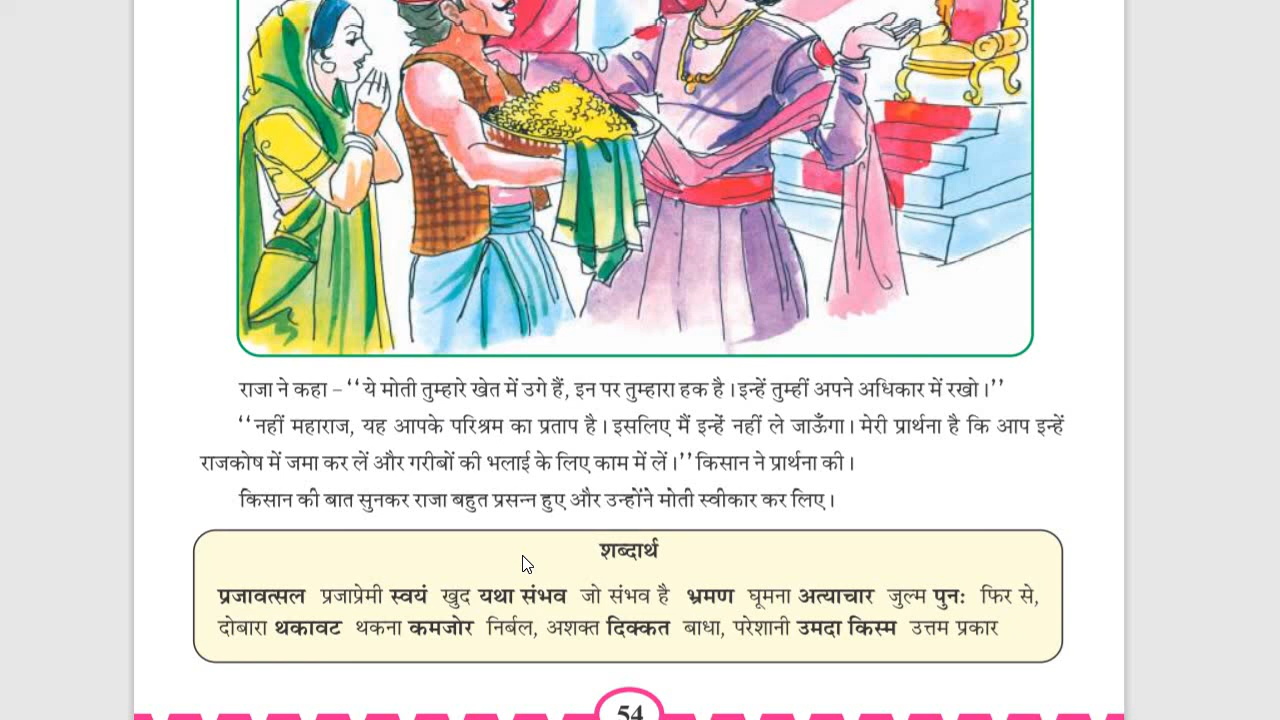 राजा ने कहा – ‘‘ये मोती तुम्हारे खेत में उगे हैं, इन पर तुम्हारा हक है। इन्हें तुम्हीं अपने अधिकार में रखो।’’
‘‘नहीं महाराज, यह आपके परिश्रम का प्रताप है। इसलिए मैं इन्हें नहीं ले जाऊँगा। मेरी प्रार्थना है कि आप इन्हें
राजकोष में जमा कर लें और गरीबों की भलाई के लिए काम में लें।’’ किसान ने प्रार्थना की।
किसान की बात सुनकर राजा बहुत प्रसन्न हुए और उन्होंने मोती स्वीकार कर लिए।
शब्दार्थ
प्रजावत्सल प्रजाप्रेमी स्वयं खुद यथा संभव जो संभव है भ्रमण घूमना अत्याचार जुल्म पुनः फिर से,
दोबारा थकावट थकना कमजोर निर्बल, अशक्त दिक्कत बाधा, परेशानी उमदा किस्म उत्तम प्रकार
54